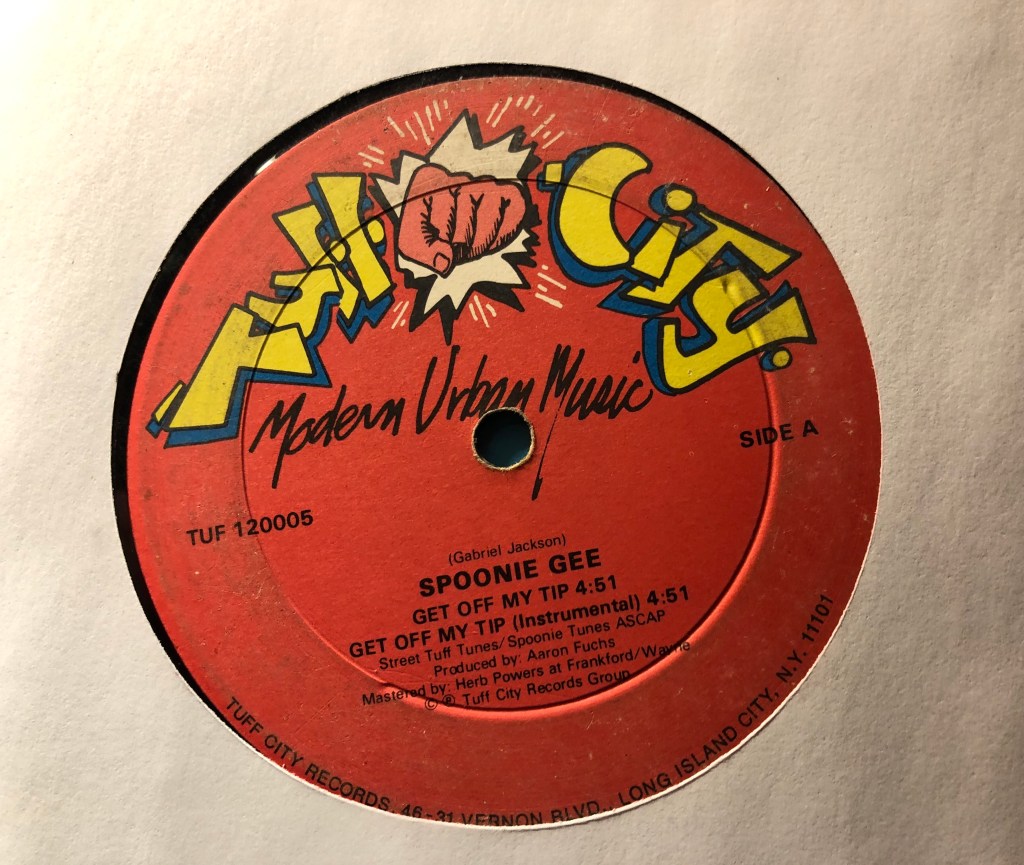 Tuff City
Modern Urban Music
SIDE A
TUF 120005
(Gabriel Jackson)
SPOONIE GEE
GET OFF MY TIP 4:51
GET OFF MY TIP (Instrumental) 4:51
Street Tuff Tunes/Spoonie Tunes ASCAP
Produced by: Aaron Fuchs
Mastered by: Herb Powers at Frankford/Wayne
© ℗ Tuff City Records Group
TUFF CITY RECORDS, 46-31 VERNON BLVD., LONG ISLAND CITY, N.Y. 11101